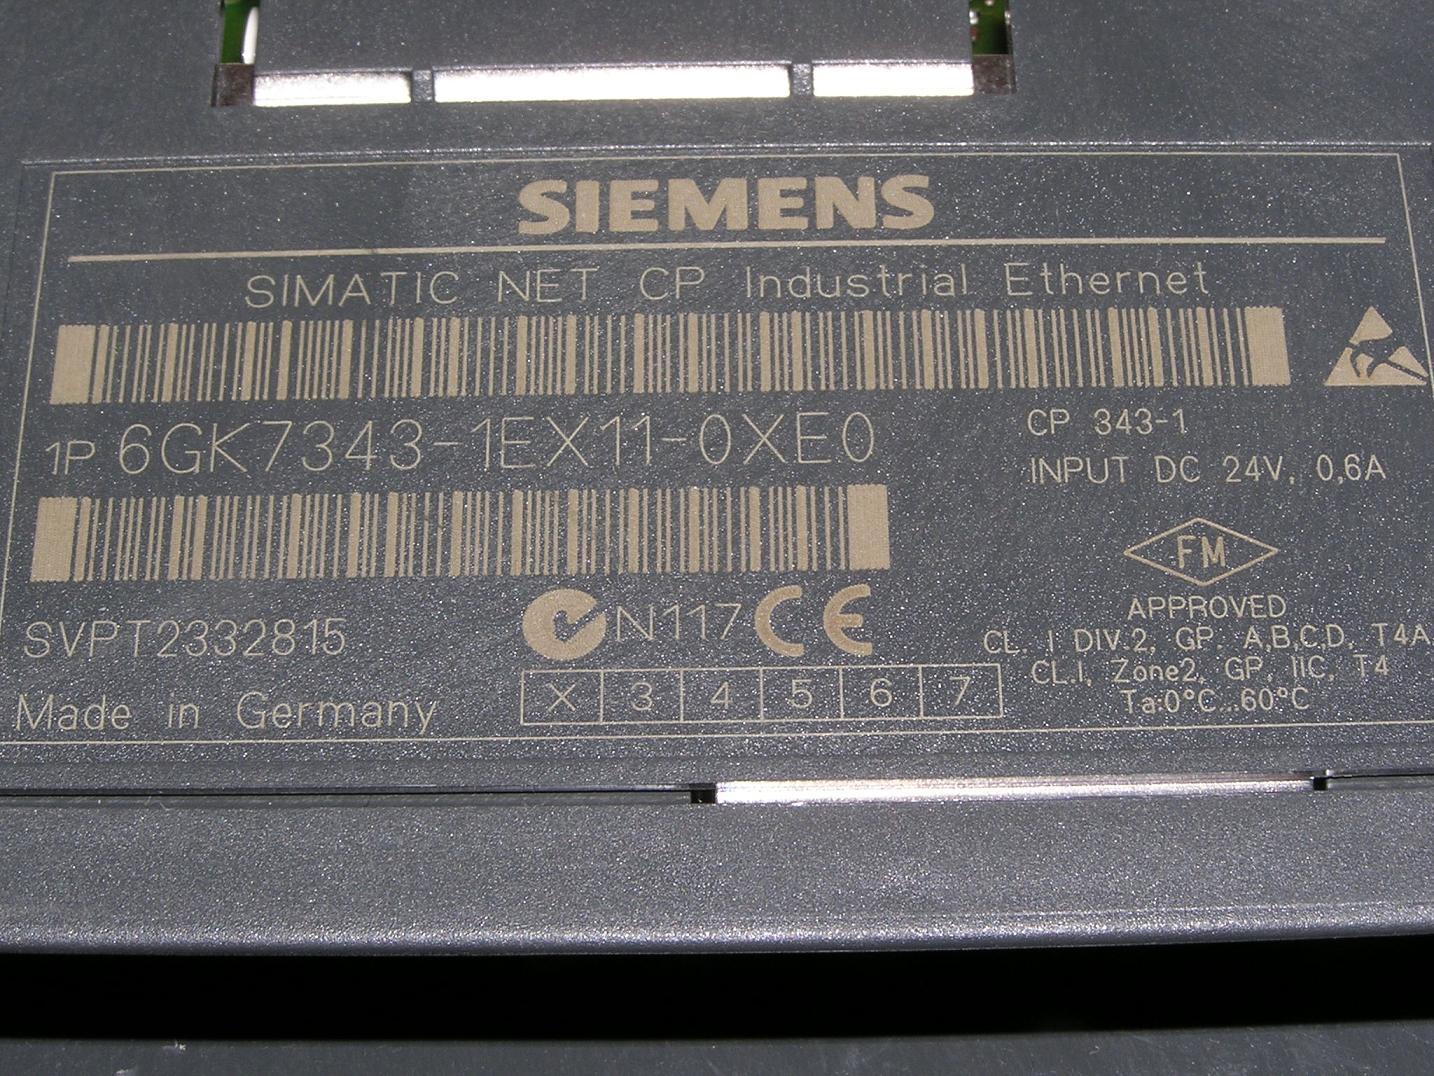 SIEMENS
SIMATIC NET CP Industrial Ethernet
1P 6GK7343-1EX11-0XE0
CP 343-1
INPUT DC 24V, 0,6A
FM
APPROVED
CL. I DIV.2, GP. A,B,C,D, T4A
CL.I, Zone2, GP, IIC, T4
Ta:0°C...60°C
SVPT2332815
N117 CE
Made in Germany
X 3 4 5 6 7